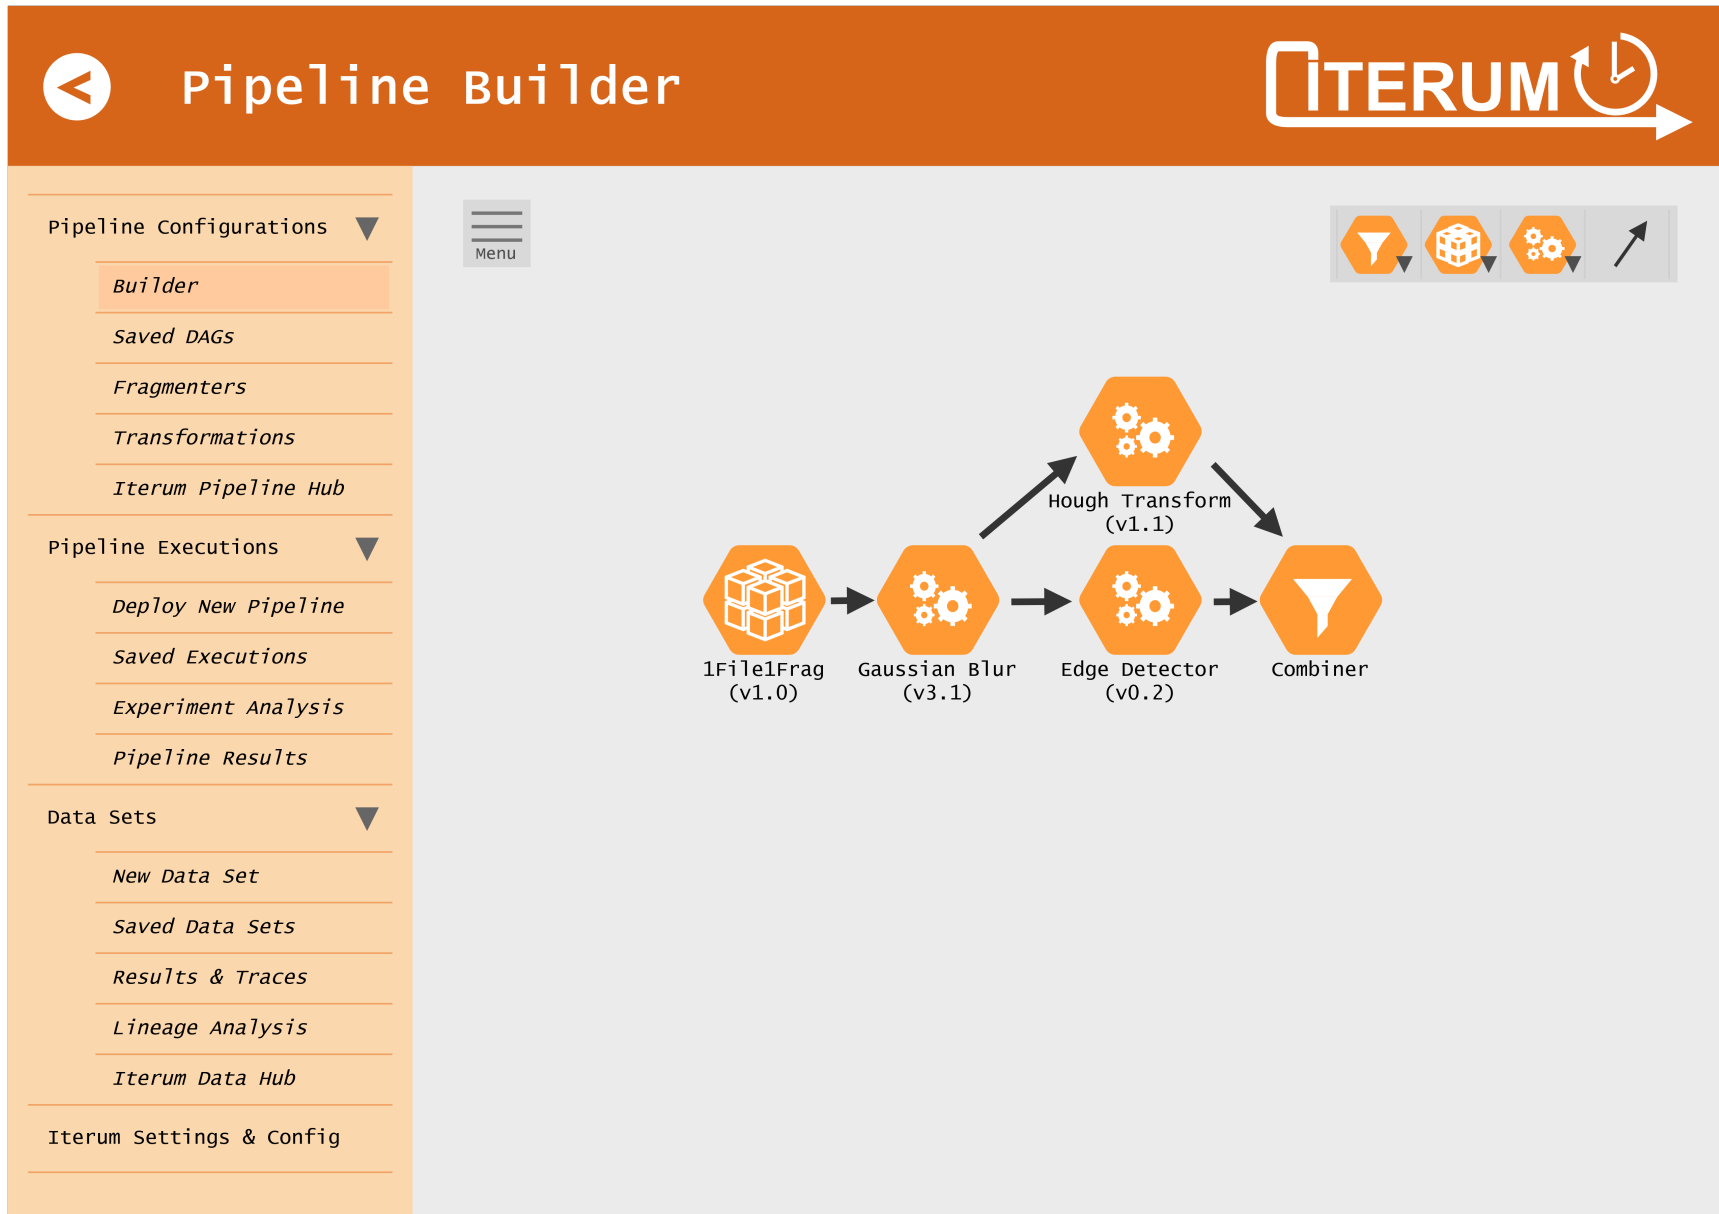 <
Pipeline Builder
ITERUM
Pipeline Configurations
Builder
Saved DAGs
Fragmenters
Transformations
Iterum Pipeline Hub
Pipeline Executions
Deploy New Pipeline
Saved Executions
Experiment Analysis
Pipeline Results
Data Sets
New Data Set
Saved Data Sets
Results & Traces
Lineage Analysis
Iterum Data Hub
Iterum Settings & Config
Menu
Hough Transform
(v1.1)
1File1Frag
(v1.0)
Gaussian Blur
(v3.1)
Edge Detector
(v0.2)
Combiner